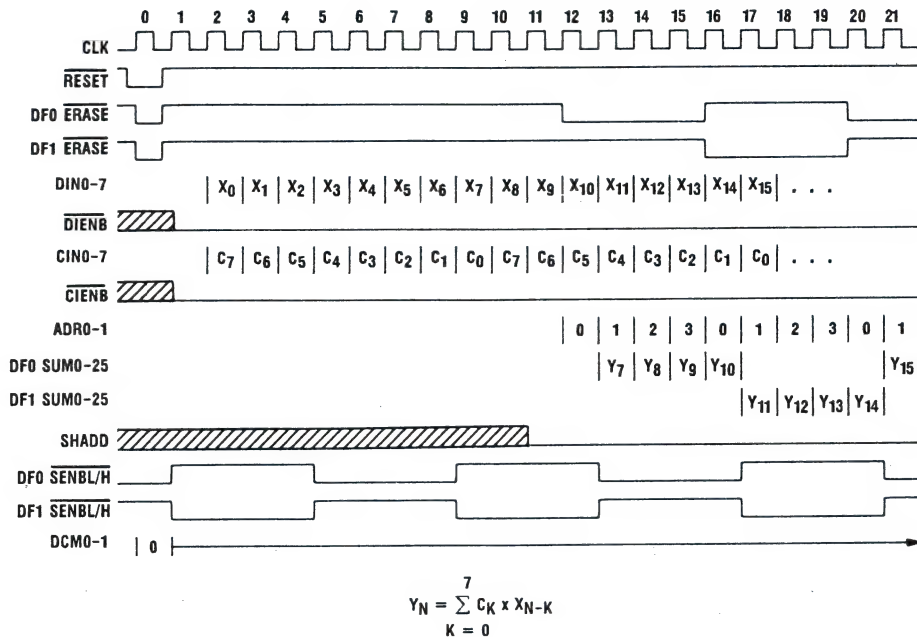 0 1 2 3 4 5 6 7 8 9 10 11 12 13 14 15 16 17 18 19 20 21
CLK
RESET
DF0 ERASE
DF1 ERASE
DIN0-7 X0 X1 X2 X3 X4 X5 X6 X7 X8 X9 X10 X11 X12 X13 X14 X15 . . .
DIENB
CIN0-7 C7 C6 C5 C4 C3 C2 C1 C0 C7 C6 C5 C4 C3 C2 C1 C0 . . .
CIENB
ADR0-1 0 1 2 3 0 1 2 3 0 1
DF0 SUM0-25 Y7 Y8 Y9 Y10 Y15
DF1 SUM0-25 Y11 Y12 Y13 Y14
SHADD
DF0 SENBL/H
DF1 SENBL/H
DCM0-1 0
7
YN = ∑ CK x XN-K
K = 0